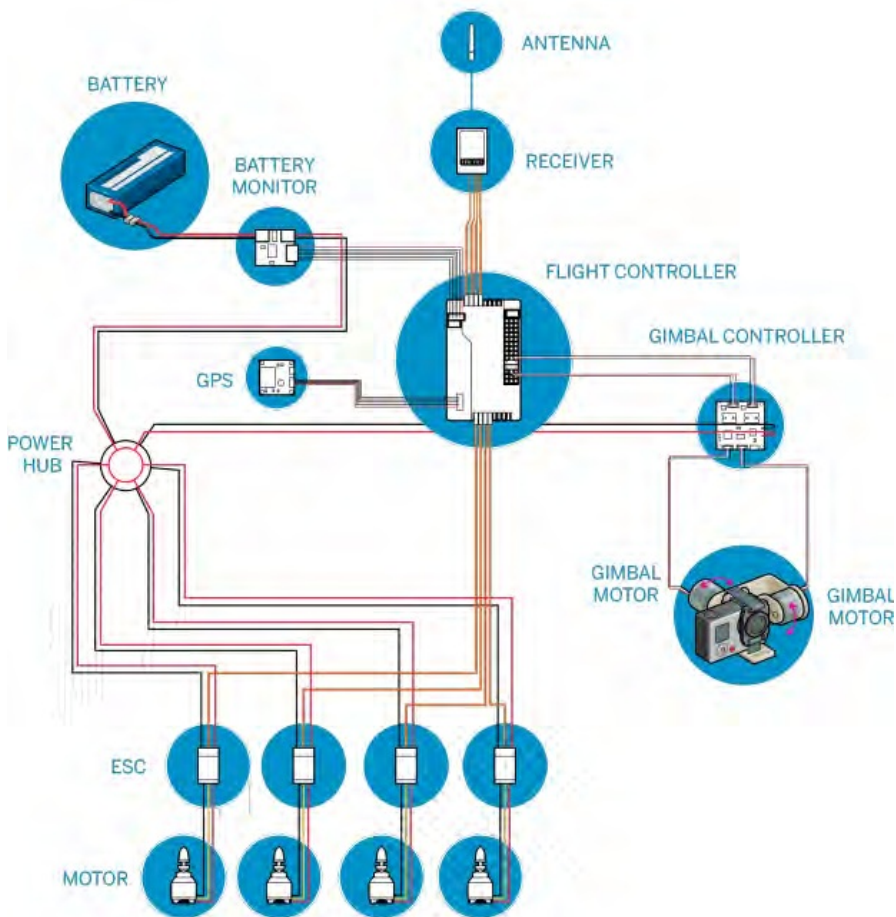 ANTENNA
BATTERY
BATTERY
MONITOR
RECEIVER
FLIGHT CONTROLLER
GIMBAL CONTROLLER
GPS
POWER
HUB
GIMBAL
MOTOR
GIMBAL
MOTOR
ESC
MOTOR